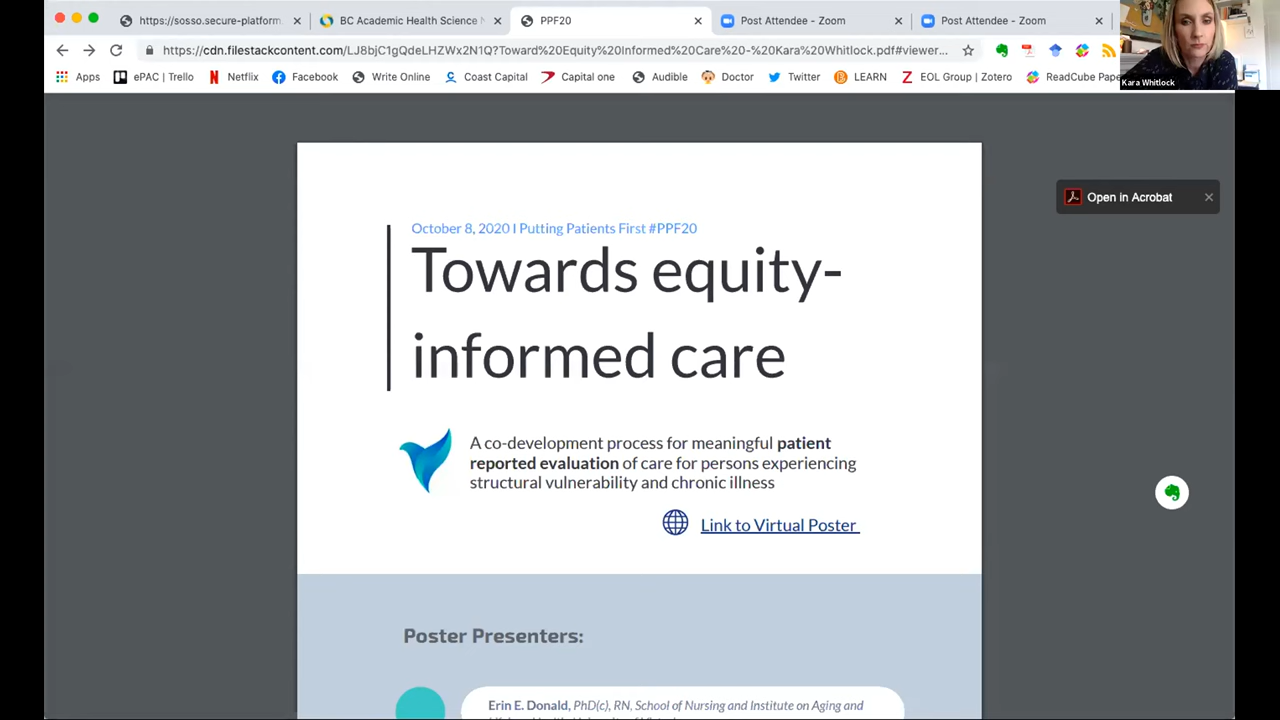 https://sosso.secure-platform.
BC Academic Health Science N
PPF20
Post Attendee - Zoom
Post Attendee - Zoom
https://cdn.filestackcontent.com/LJ8bjC1gQdeLHZWx2N1Q?Toward%20Equity%20Informed%20Care%20-%20Kara%20Whitlock.pdf#viewer...
Apps
ePAC | Trello
Netflix
Facebook
Write Online
Coast Capital
Capital one
Audible
Doctor
Twitter
LEARN
EOL Group | Zotero
ReadCube Pape
Kara Whitlock
Open in Acrobat
October 8, 2020 I Putting Patients First #PPF20
Towards equity-
informed care
A co-development process for meaningful patient
reported evaluation of care for persons experiencing
structural vulnerability and chronic illness
Link to Virtual Poster
Poster Presenters:
Erin E. Donald, PhD(c), RN, School of Nursing and Institute on Aging and